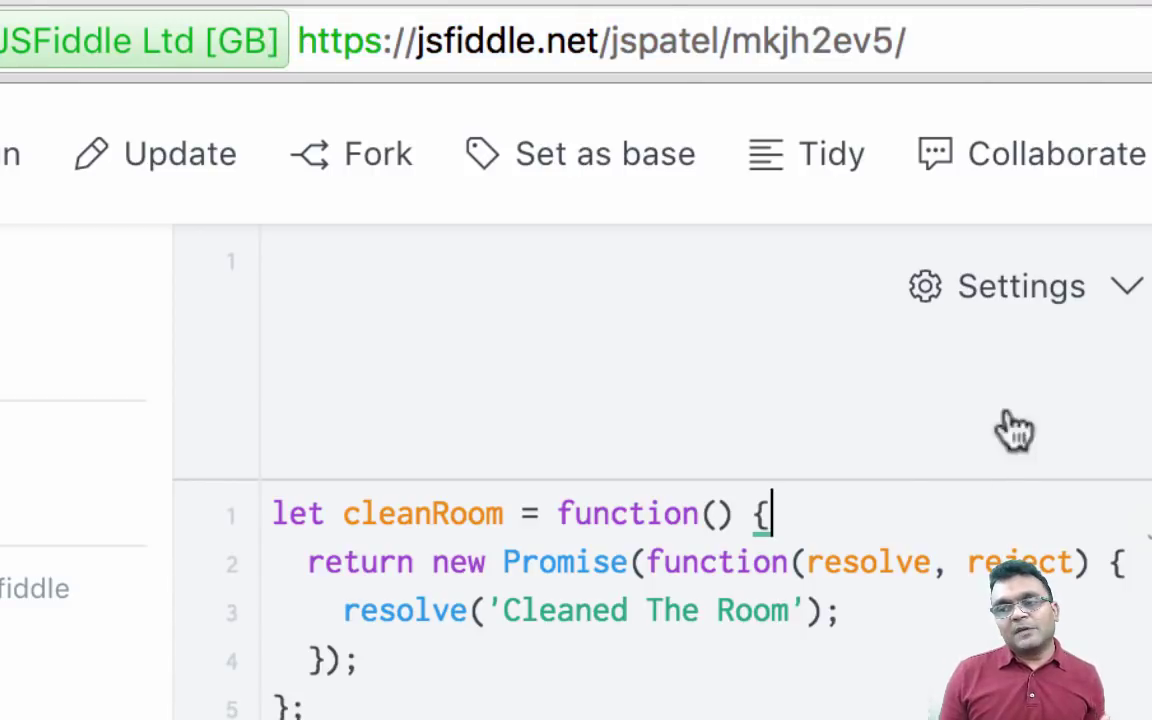 JSFiddle Ltd [GB] https://jsfiddle.net/jspatel/mkjh2ev5/
n Update Fork Set as base Tidy Collaborate
1
Settings
1 let cleanRoom = function() {
2 return new Promise(function(resolve, reject) {
fiddle
3 resolve('Cleaned The Room');
4 });
5 };